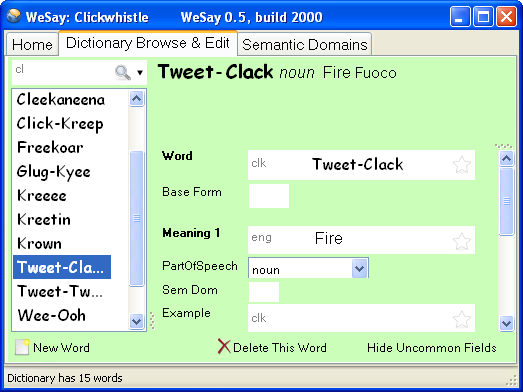 WeSay: Clickwhistle WeSay 0.5, build 2000
Home Dictionary Browse & Edit Semantic Domains
cl
Cleekaneena
Click-Kreep
Freekoar
Glug-Kyee
Kreeee
Kreetin
Krown
Tweet-Cla...
Tweet-Tw...
Wee-Ooh
Tweet-Clack noun Fire Fuoco
Word clk Tweet-Clack
Base Form
Meaning 1 eng Fire
PartOfSpeech noun
Sem Dom
Example clk
New Word Delete This Word Hide Uncommon Fields
Dictionary has 15 words